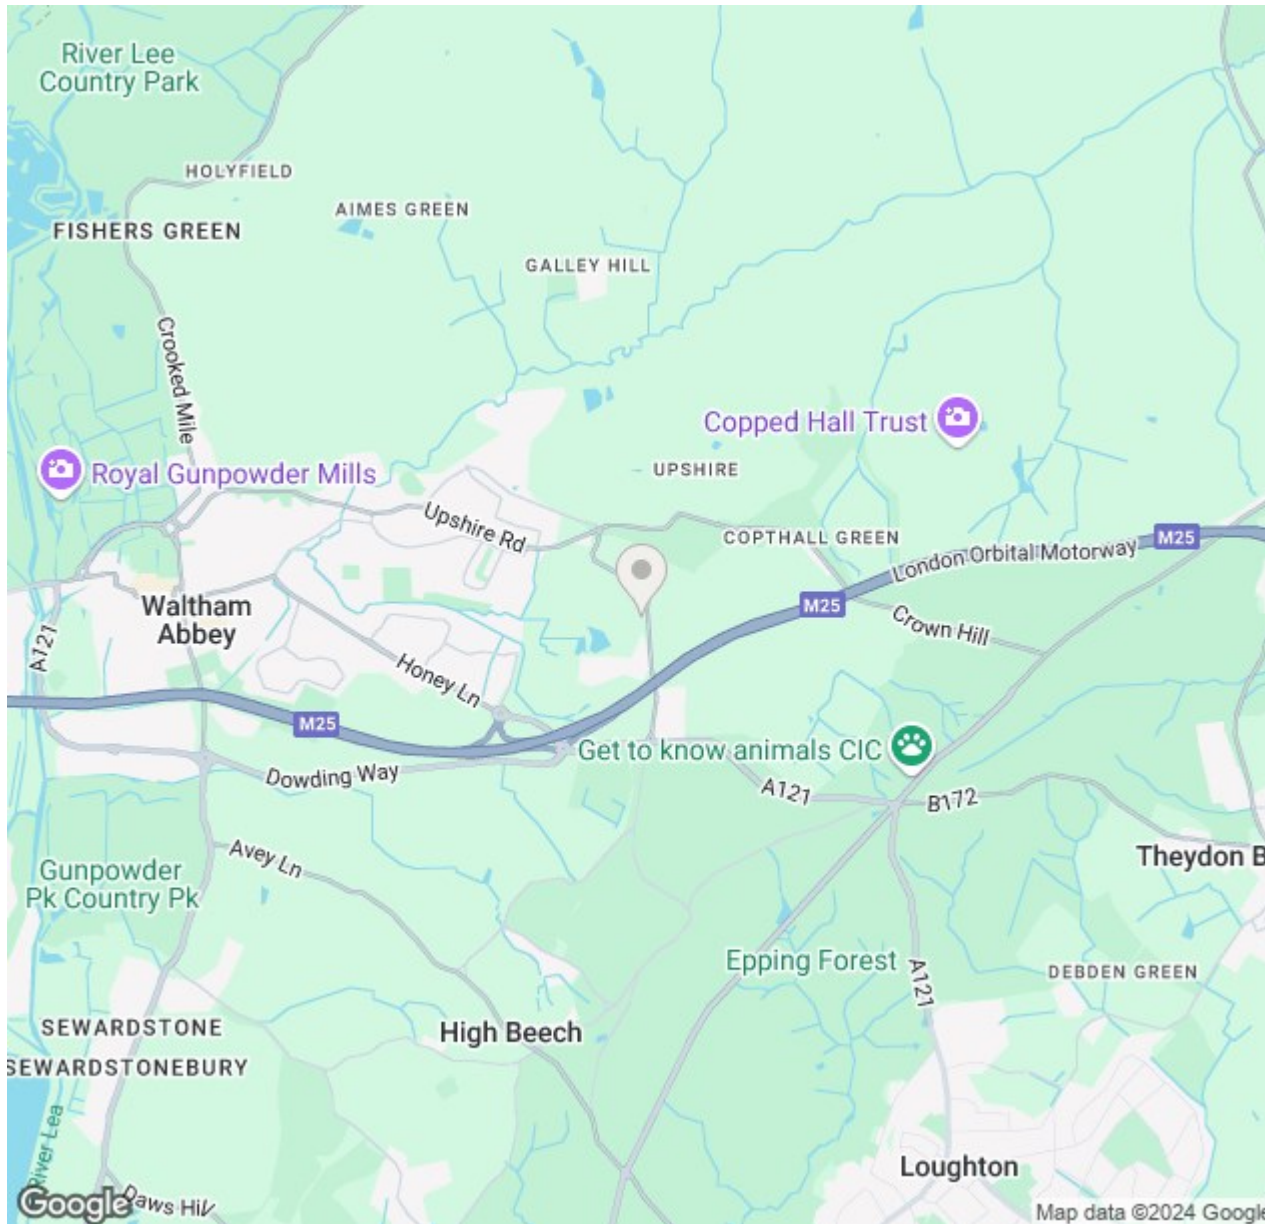 River Lee
Country Park
HOLYFIELD
AIMES GREEN
FISHERS GREEN
GALLEY HILL
Crooked Mile
Copped Hall Trust
UPSHIRE
Royal Gunpowder Mills
Upshire Rd
COPTHALL GREEN
London Orbital Motorway
M25
M25
Waltham
Abbey
Crown Hill
A121
Honey Ln
M25
Get to know animals CIC
Dowding Way
A121
B172
Avey Ln
Theydon B
Gunpowder
Pk Country Pk
Epping Forest
A121
DEBDEN GREEN
SEWARDSTONE
High Beech
SEWARDSTONEBURY
River Lea
Loughton
Daws Hil
Google
Map data ©2024 Google